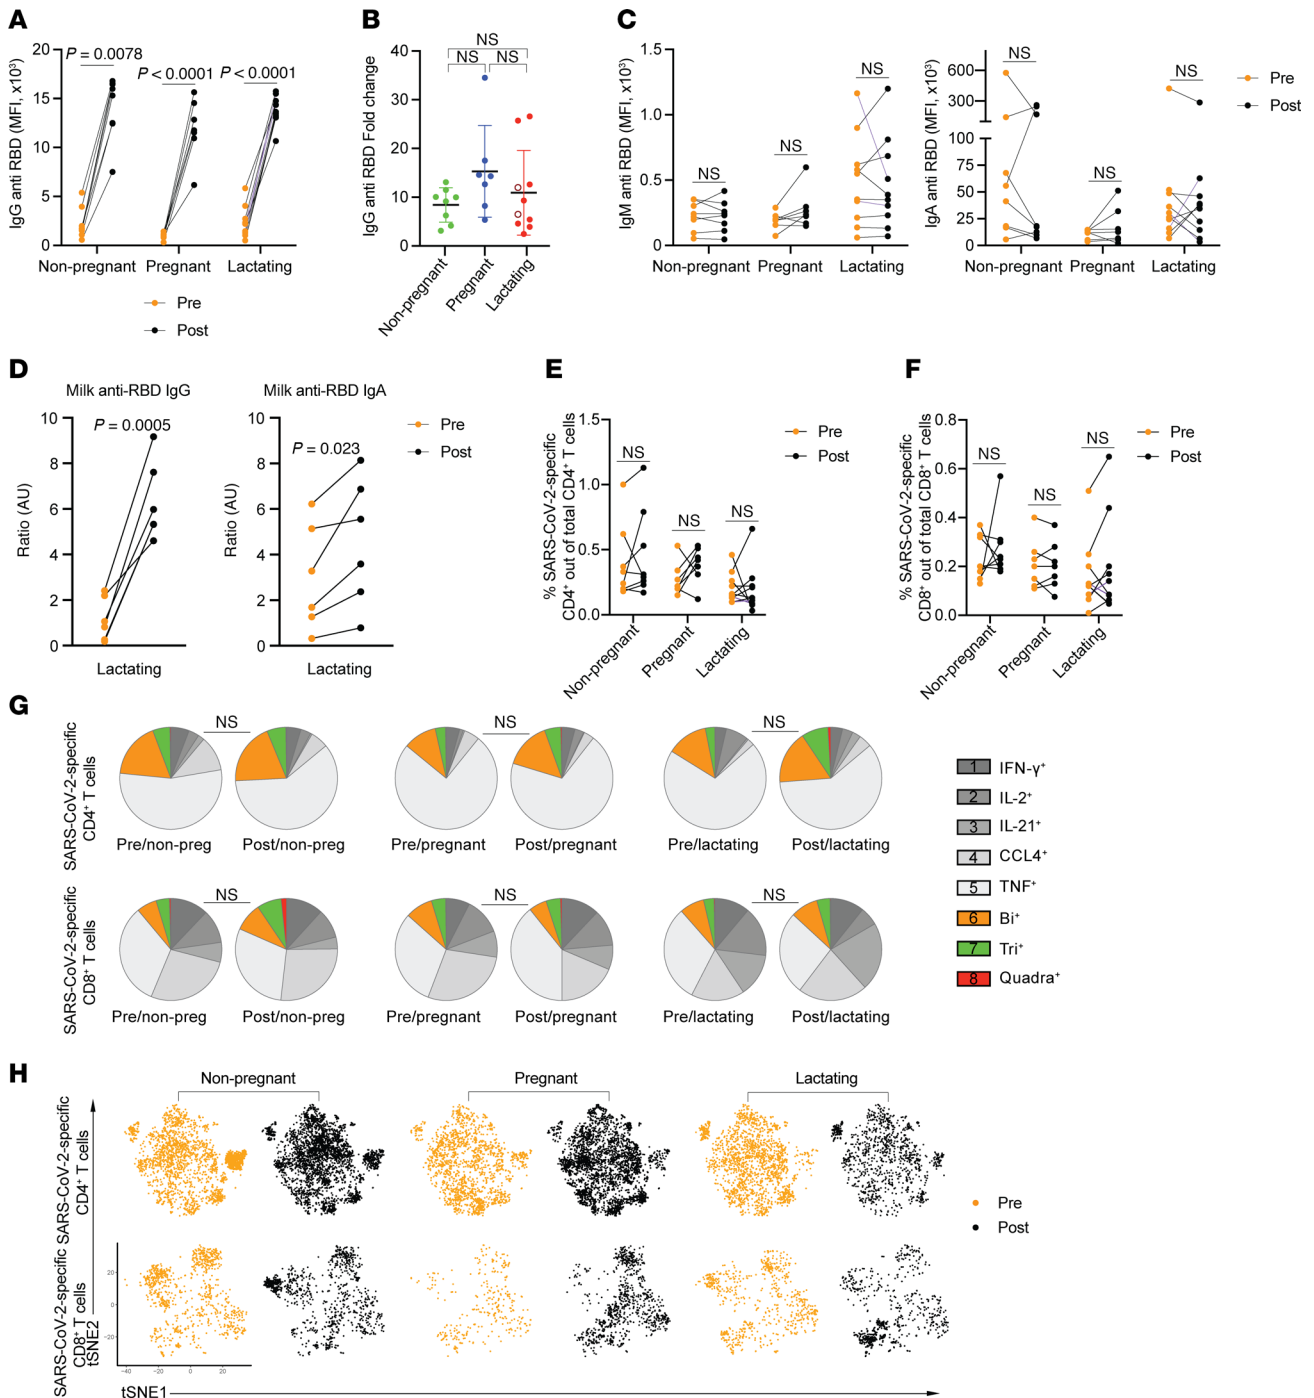 A
IgG anti RBD (MFI, x10³)
20
15
10
5
0
P = 0.0078
P < 0.0001
P < 0.0001
Non-pregnant
Pregnant
Lactating
Pre
Post
B
IgG anti RBD Fold change
40
30
20
10
0
NS
NS
NS
Non-pregnant
Pregnant
Lactating
C
IgM anti RBD (MFI, x10³)
1.5
1.0
0.5
0
NS
NS
NS
Non-pregnant
Pregnant
Lactating
IgA anti RBD (MFI, x10³)
600
300
100
75
50
25
0
NS
NS
NS
Non-pregnant
Pregnant
Lactating
Pre
Post
D
Milk anti-RBD IgG
Ratio (AU)
10
8
6
4
2
0
P = 0.0005
Lactating
Milk anti-RBD IgA
Ratio (AU)
10
8
6
4
2
0
P = 0.023
Lactating
Pre
Post
E
% SARS-CoV-2-specific
CD4⁺ out of total CD4⁺ T cells
1.5
1.0
0.5
0.0
NS
NS
NS
Non-pregnant
Pregnant
Lactating
Pre
Post
F
% SARS-CoV-2-specific
CD8⁺ out of total CD8⁺ T cells
0.8
0.6
0.4
0.2
0.0
NS
NS
NS
Non-pregnant
Pregnant
Lactating
Pre
Post
G
SARS-CoV-2-specific
CD4⁺ T cells
NS
NS
NS
Pre/non-preg
Post/non-preg
Pre/pregnant
Post/pregnant
Pre/lactating
Post/lactating
SARS-CoV-2-specific
CD8⁺ T cells
NS
NS
NS
Pre/non-preg
Post/non-preg
Pre/pregnant
Post/pregnant
Pre/lactating
Post/lactating
1 IFN-γ⁺
2 IL-2⁺
3 IL-21⁺
4 CCL4⁺
5 TNF⁺
6 Bi⁺
7 Tri⁺
8 Quadra⁺
H
Non-pregnant
Pregnant
Lactating
SARS-CoV-2-specific
CD4⁺ T cells
SARS-CoV-2-specific
CD8⁺ T cells
tSNE2
20
0
−20
−40
−20
0
20
tSNE1
Pre
Post